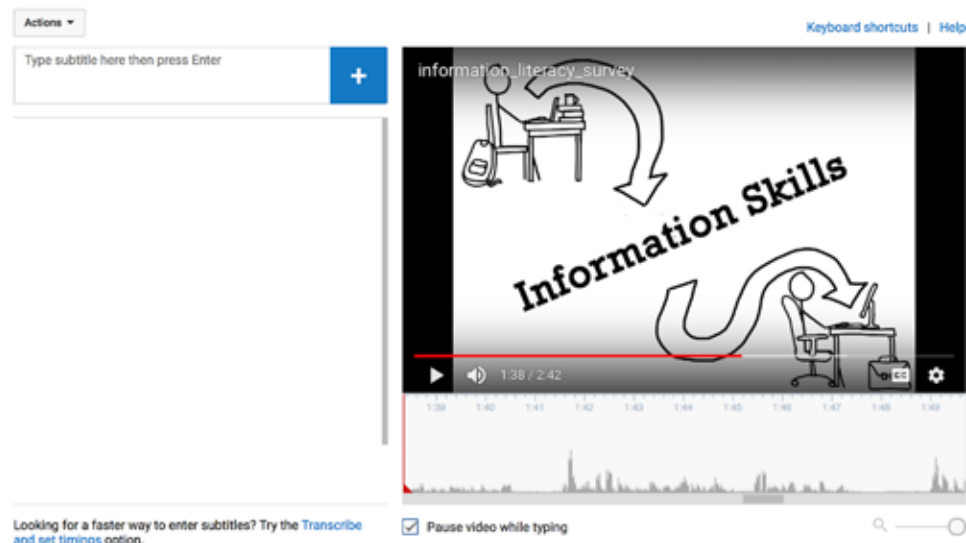 Actions
Keyboard shortcuts | Help
Type subtitle here then press Enter
+
information_literacy_survey
Information Skills
1:38 / 2:42
CC
1:39 1:40 1:41 1:42 1:43 1:44 1:45 1:46 1:47 1:48 1:49
Looking for a faster way to enter subtitles? Try the Transcribe
and set timings option.
Pause video while typing